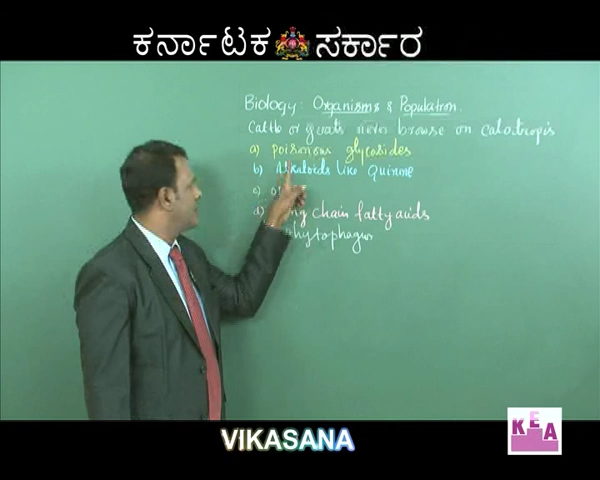 ಕರ್ನಾಟಕ ಸರ್ಕಾರ
Biology: Organisms & Population.
Cattle or goats never browse on calotropis
a) poisonous glycosides
b) Alkaloids like Quinine
c)
d) long chain fatty acids
phytophagus
KEA
VIKASANA